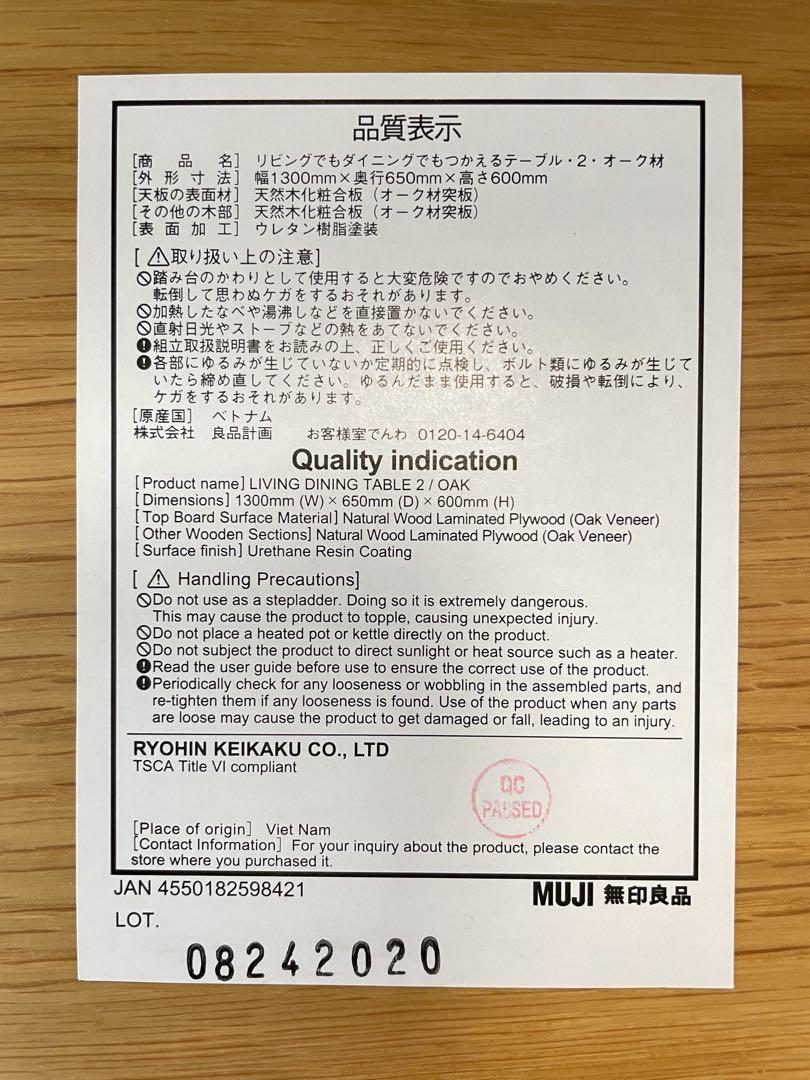 品質表示
[商品名] リビングでもダイニングでもつかえるテーブル・2・オーク材
[外形寸法] 幅1300mm×奥行650mm×高さ600mm
[天板の表面材] 天然木化粧合板（オーク材突板）
[その他の木部] 天然木化粧合板（オーク材突板）
[表面加工] ウレタン樹脂塗装
[⚠取り扱い上の注意]
🚫踏み台のかわりとして使用すると大変危険ですのでおやめください。
転倒して思わぬケガをするおそれがあります。
🚫加熱したなべや湯沸しなどを直接置かないでください。
🚫直射日光やストーブなどの熱をあてないでください。
❗組立取扱説明書をお読みの上、正しくご使用ください。
❗各部にゆるみが生じていないか定期的に点検し、ボルト類にゆるみが生じて
いたら締め直してください。ゆるんだまま使用すると、破損や転倒により、
ケガをするおそれがあります。
[原産国] ベトナム
株式会社 良品計画 お客様室でんわ 0120-14-6404
Quality indication
[Product name] LIVING DINING TABLE 2 / OAK
[Dimensions] 1300mm (W) × 650mm (D) × 600mm (H)
[Top Board Surface Material] Natural Wood Laminated Plywood (Oak Veneer)
[Other Wooden Sections] Natural Wood Laminated Plywood (Oak Veneer)
[Surface finish] Urethane Resin Coating
[⚠ Handling Precautions]
🚫Do not use as a stepladder. Doing so it is extremely dangerous.
This may cause the product to topple, causing unexpected injury.
🚫Do not place a heated pot or kettle directly on the product.
🚫Do not subject the product to direct sunlight or heat source such as a heater.
❗Read the user guide before use to ensure the correct use of the product.
❗Periodically check for any looseness or wobbling in the assembled parts, and
re-tighten them if any looseness is found. Use of the product when any parts
are loose may cause the product to get damaged or fall, leading to an injury.
RYOHIN KEIKAKU CO., LTD
TSCA Title VI compliant
QC
PASSED
[Place of origin] Viet Nam
[Contact Information] For your inquiry about the product, please contact the
store where you purchased it.
JAN 4550182598421
MUJI 無印良品
LOT.
08242020